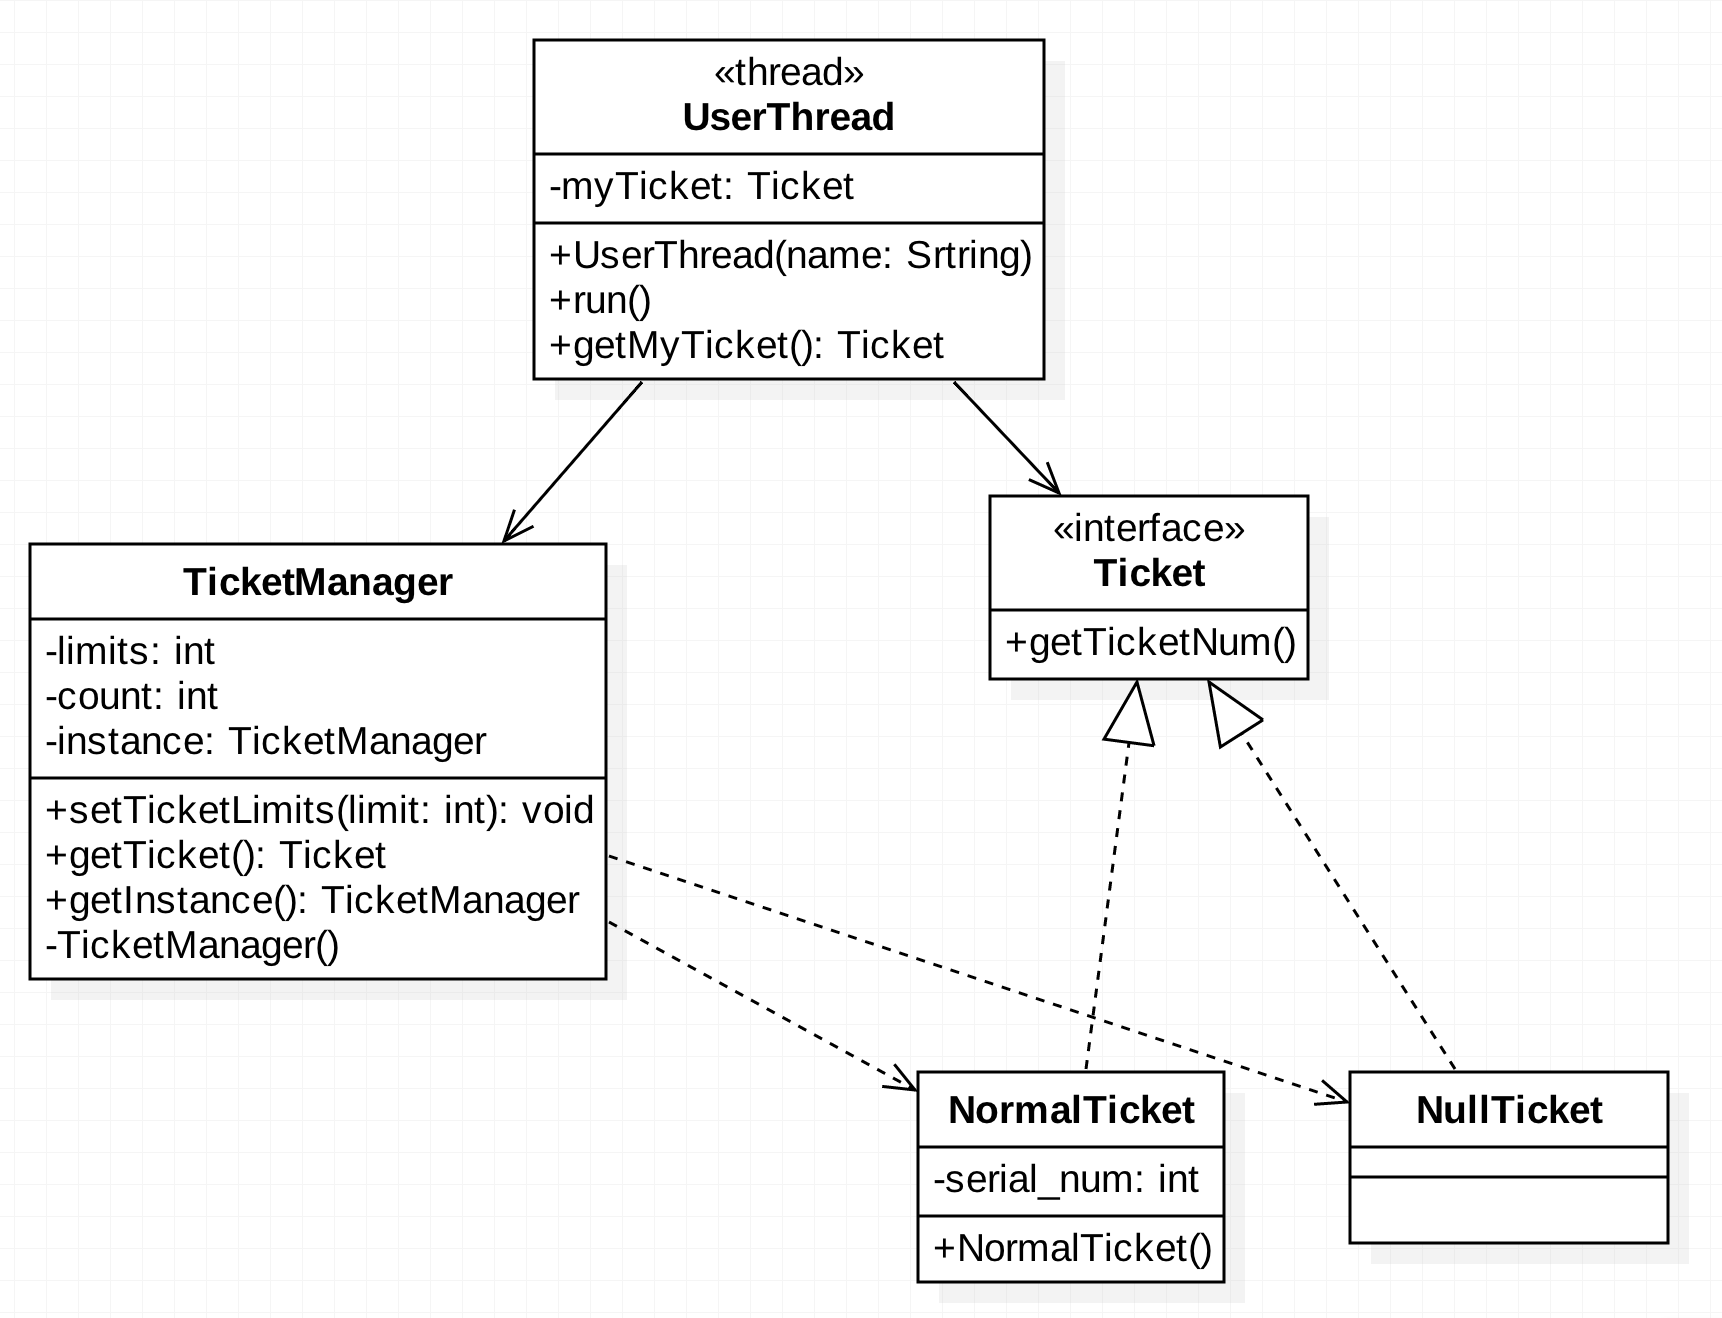 «thread»
UserThread
-myTicket: Ticket
+UserThread(name: Srtring)
+run()
+getMyTicket(): Ticket
«interface»
Ticket
+getTicketNum()
TicketManager
-limits: int
-count: int
-instance: TicketManager
+setTicketLimits(limit: int): void
+getTicket(): Ticket
+getInstance(): TicketManager
-TicketManager()
NormalTicket
-serial_num: int
+NormalTicket()
NullTicket